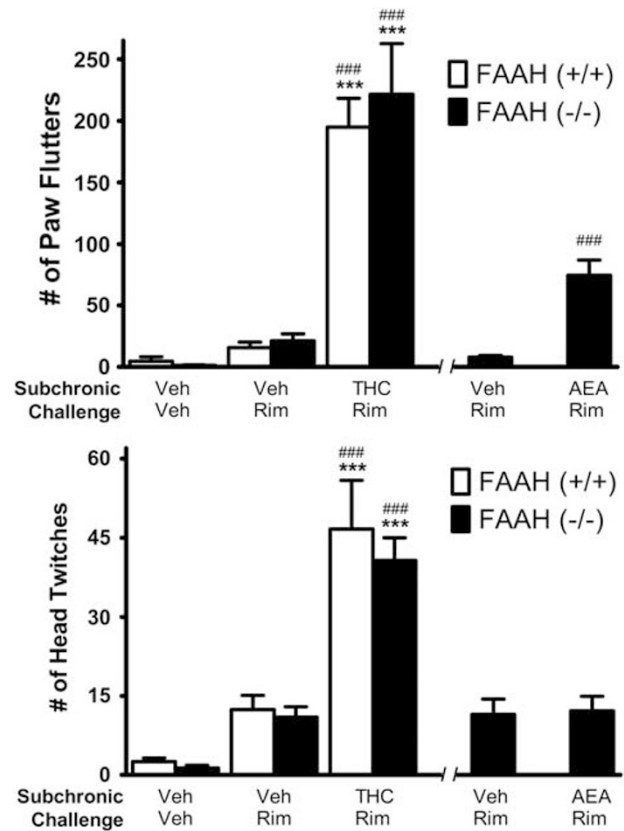 # of Paw Flutters
250
200
150
100
50
0
###
***
###
***
###
FAAH (+/+)
FAAH (-/-)
Subchronic Veh Veh THC Veh AEA
Challenge Veh Rim Rim Rim Rim
# of Head Twitches
60
45
30
15
0
###
***
###
***
FAAH (+/+)
FAAH (-/-)
Subchronic Veh Veh THC Veh AEA
Challenge Veh Rim Rim Rim Rim